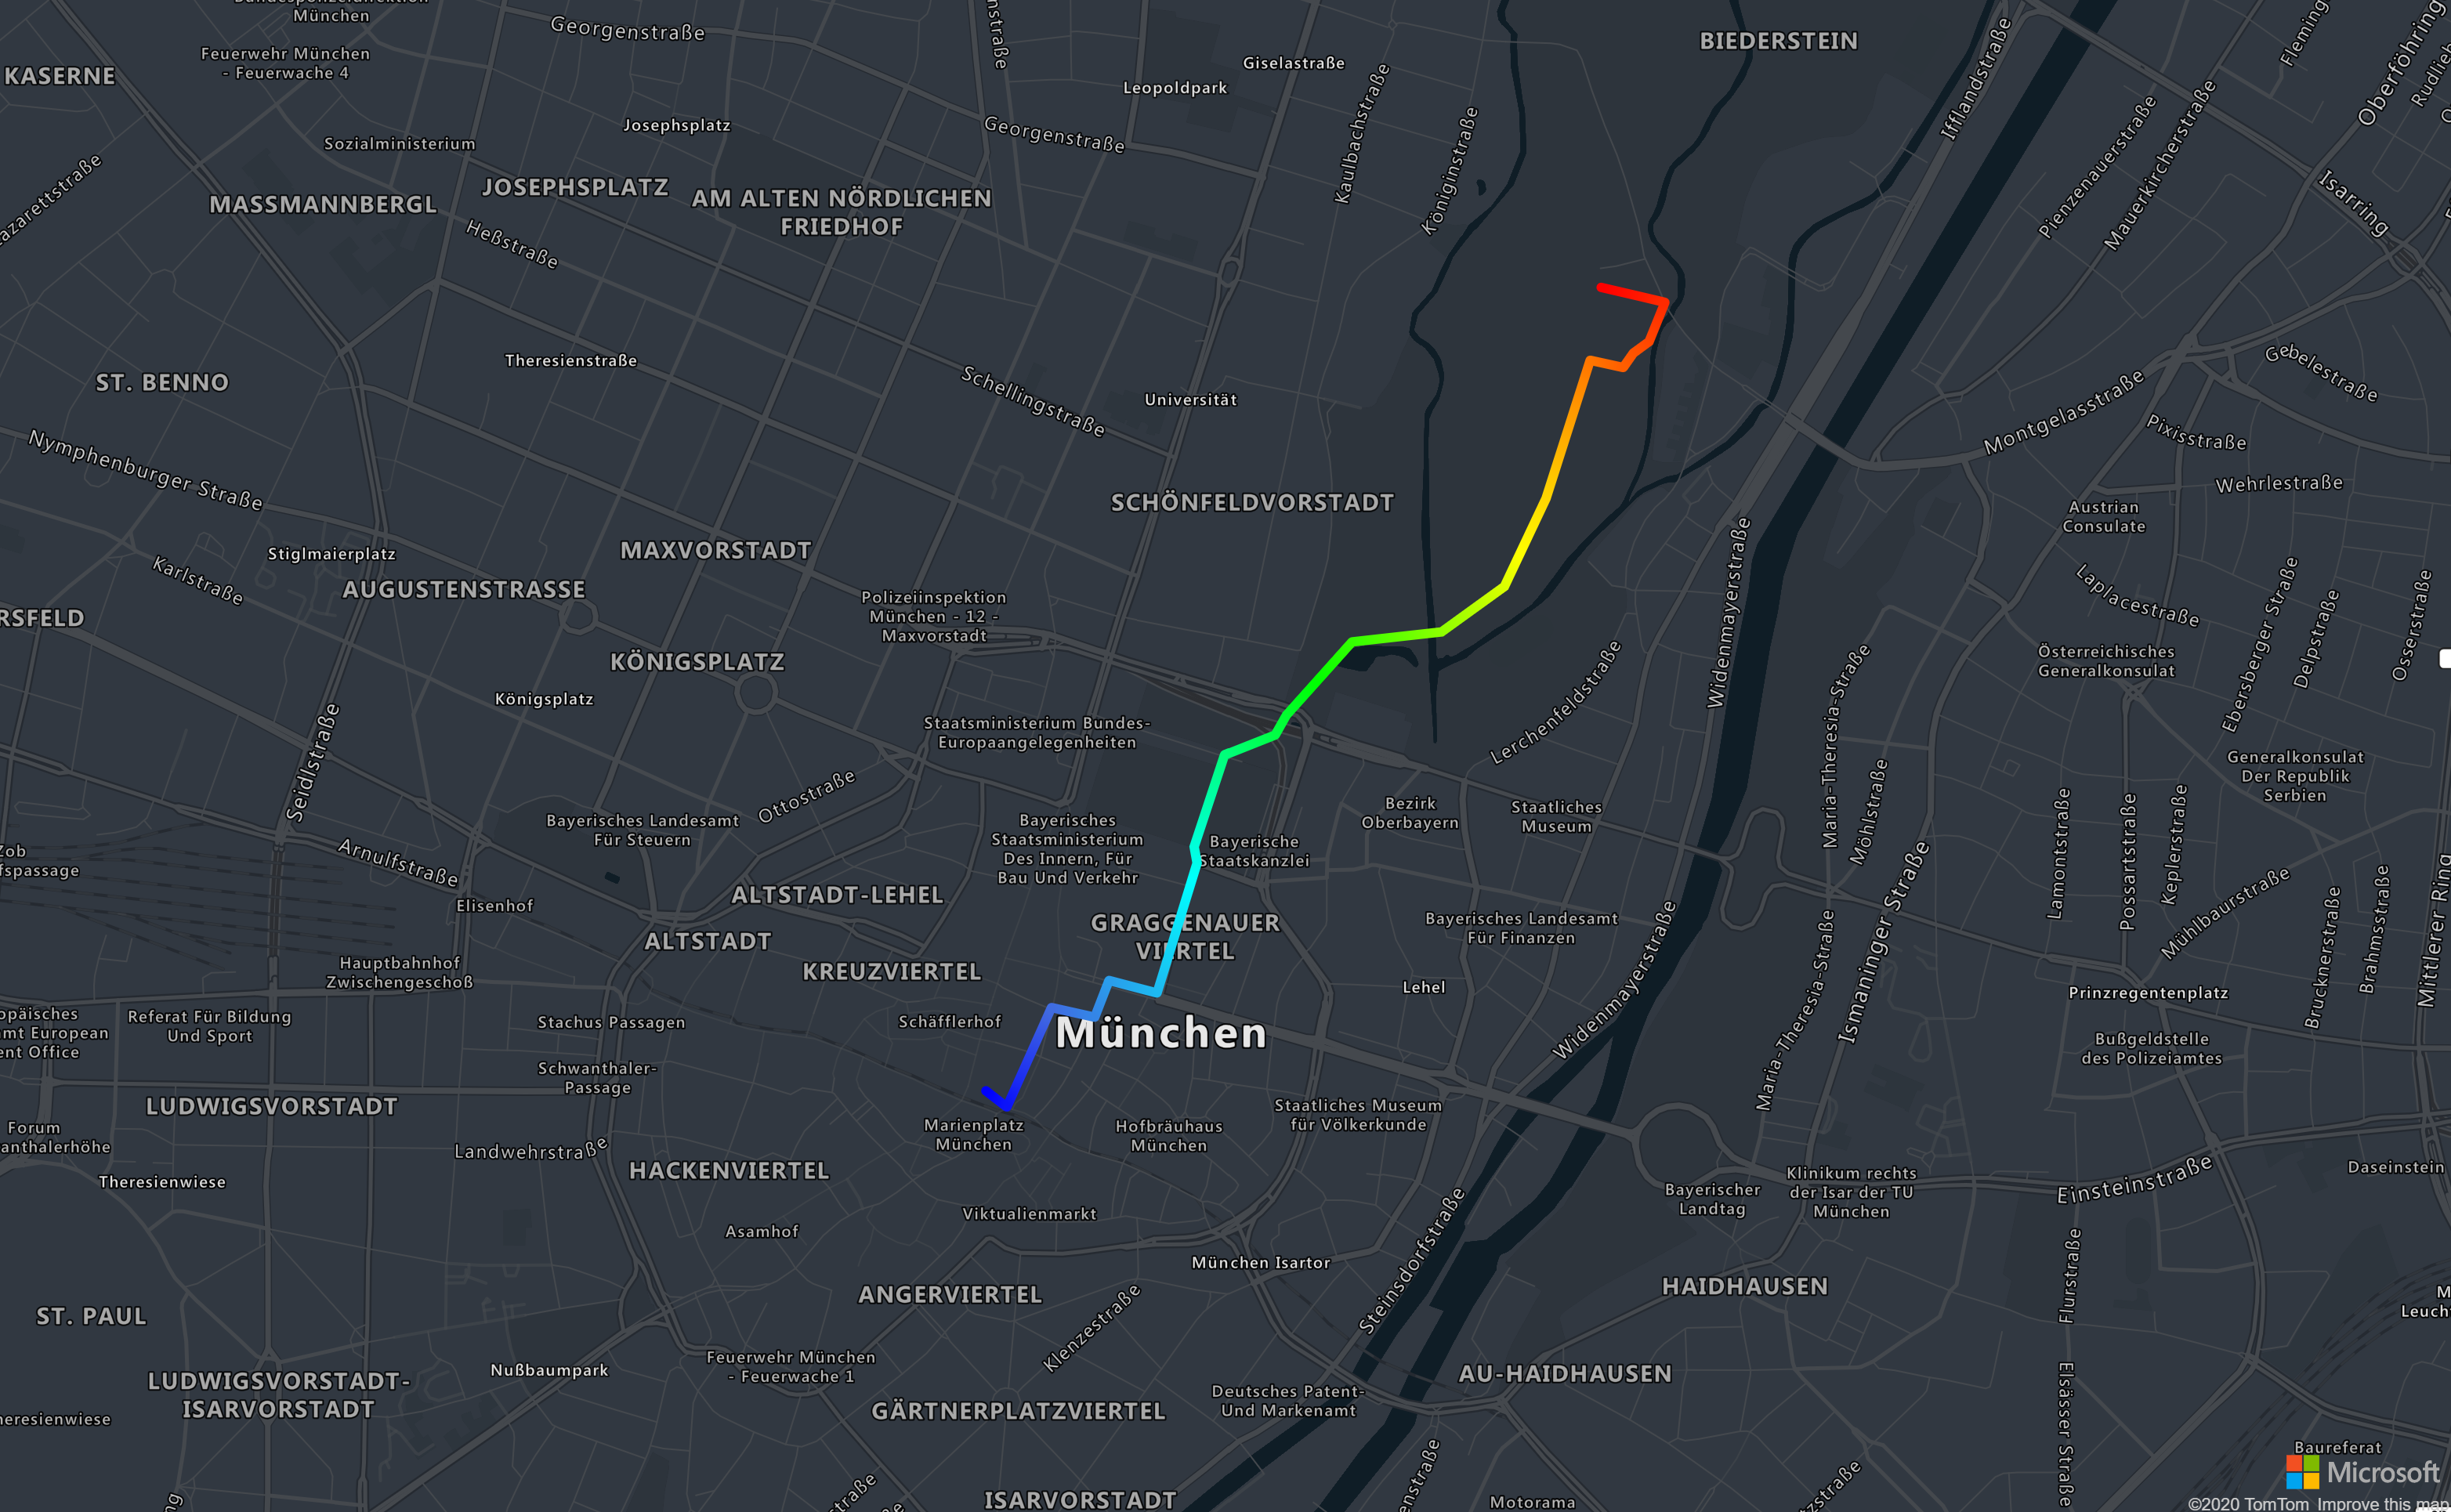 München
Georgenstraße
BIEDERSTEIN
Feuerwehr München
- Feuerwache 4
KASERNE
Giselastraße
Leopoldpark
Josephsplatz
Georgenstraße
Sozialministerium
Kaulbachstraße
Königinstraße
Ifflandstraße
Pienzenauerstraße
Mauerkircherstraße
Isarring
JOSEPHSPLATZ
MASSMANNBERGL
AM ALTEN NÖRDLICHEN
FRIEDHOF
Heßstraße
Theresienstraße
ST. BENNO
Schellingstraße
Universität
Gebelestraße
Montgelasstraße
Pixisstraße
Wehrlestraße
Nymphenburger Straße
SCHÖNFELDVORSTADT
Austrian
Consulate
Stiglmaierplatz
MAXVORSTADT
Karlstraße
AUGUSTENSTRASSE
Polizeiinspektion
München - 12 -
Maxvorstadt
Widenmayerstraße
Laplacestraße
Ebersberger Straße
Delpstraße
Osserstraße
RSFELD
KÖNIGSPLATZ
Königsplatz
Österreichisches
Generalkonsulat
Lerchenfeldstraße
Maria-Theresia-Straße
Seidlstraße
Staatsministerium Bundes-
Europaangelegenheiten
Generalkonsulat
Der Republik
Serbien
Ottostraße
Bayerisches Landesamt
Für Steuern
Bayerisches
Staatsministerium
Des Innern, Für
Bau Und Verkehr
Bezirk
Oberbayern
Staatliches
Museum
Möhlstraße
Lamontstraße
Possartstraße
Keplerstraße
Bayerische
Staatskanzlei
Zob
fspassage
Arnulfstraße
ALTSTADT-LEHEL
Elisenhof
GRAGGENAUER
VIERTEL
Bayerisches Landesamt
Für Finanzen
Ismaninger Straße
Mühlbaurstraße
Brucknerstraße
Brahmsstraße
Mittlerer Ring
ALTSTADT
KREUZVIERTEL
Hauptbahnhof
Zwischengeschoß
Lehel
Widenmayerstraße
Maria-Theresia-Straße
Prinzregentenplatz
opäisches
amt European
ent Office
Referat Für Bildung
Und Sport
Stachus Passagen
Schäfflerhof
München
Bußgeldstelle
des Polizeiamtes
Schwanthaler-
Passage
LUDWIGSVORSTADT
Marienplatz
München
Hofbräuhaus
München
Staatliches Museum
für Völkerkunde
Forum
anthalerhöhe
Landwehrstraße
HACKENVIERTEL
Theresienwiese
Bayerischer
Landtag
Klinikum rechts
der Isar der TU
München
Einsteinstraße
Daseinstein
Asamhof
Viktualienmarkt
Steinsdorfstraße
München Isartor
Flurstraße
HAIDHAUSEN
ANGERVIERTEL
ST. PAUL
Klenzestraße
Leucht
Nußbaumpark
Feuerwehr München
- Feuerwache 1
AU-HAIDHAUSEN
LUDWIGSVORSTADT-
ISARVORSTADT
Deutsches Patent-
Und Markenamt
GÄRTNERPLATZVIERTEL
Elsässer Straße
heresienwiese
Baureferat
Microsoft
ISARVORSTADT
Motorama
©2020 TomTom Improve this map